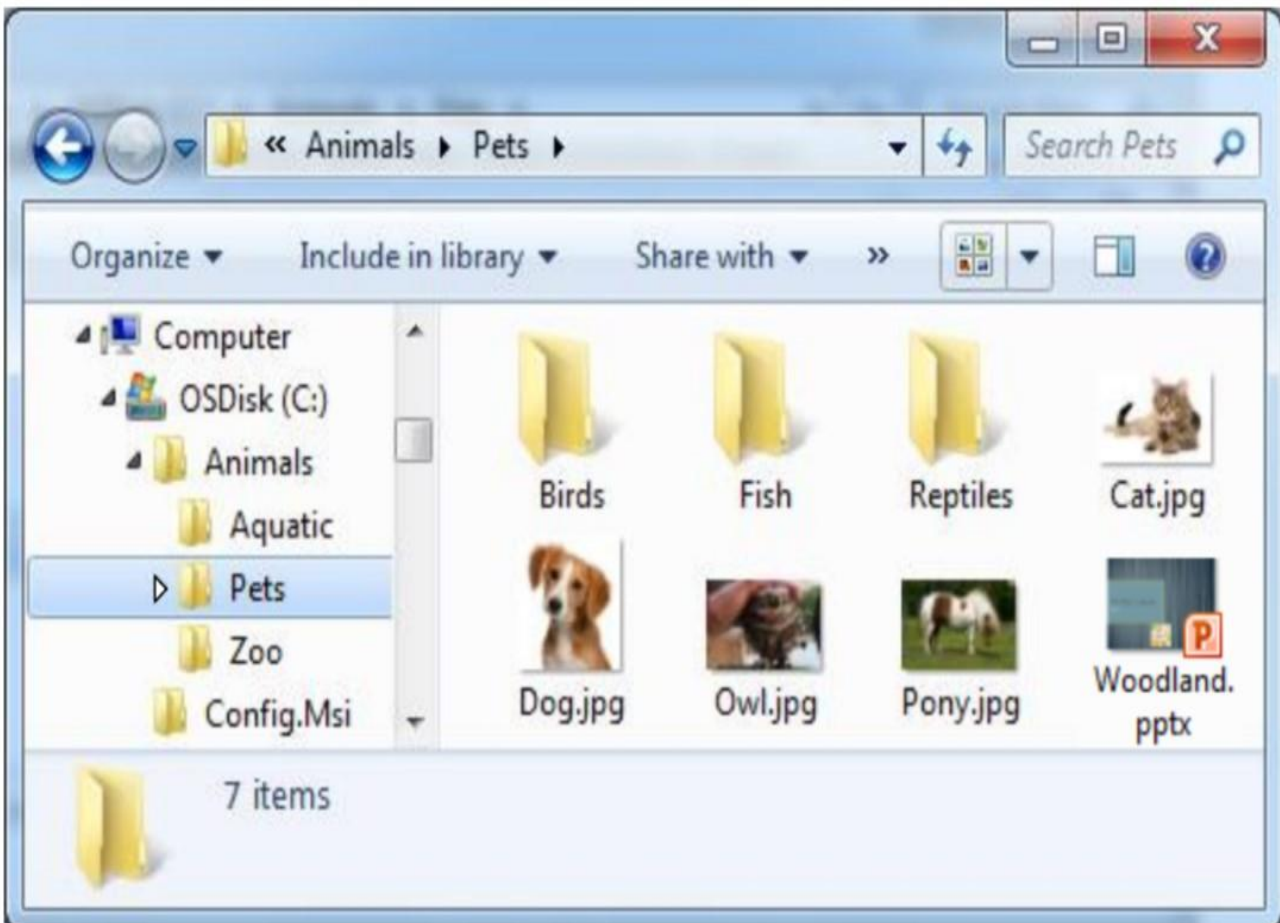 « Animals ▸ Pets ▸
Search Pets
Organize ▾ Include in library ▾ Share with ▾ »
Computer
OSDisk (C:)
Animals
Aquatic
Pets
Zoo
Config.Msi
Birds Fish Reptiles Cat.jpg
Dog.jpg Owl.jpg Pony.jpg Woodland.
pptx
7 items